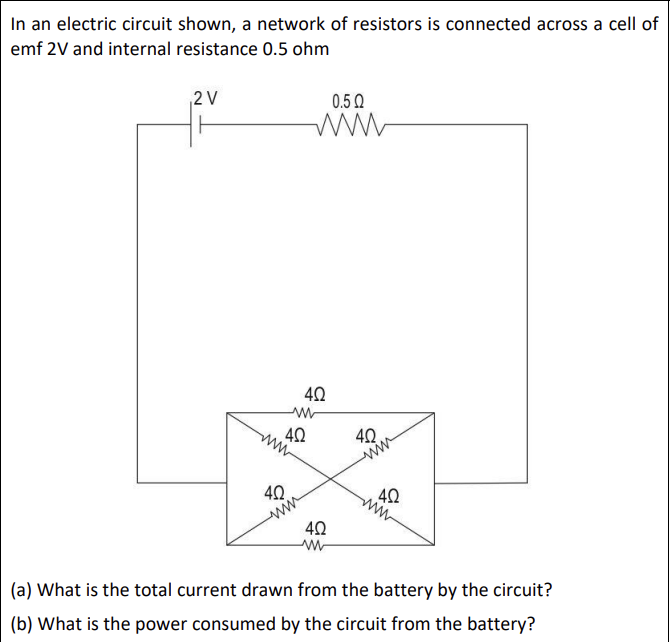 In an electric circuit shown, a network of resistors is connected across a cell of
emf 2V and internal resistance 0.5 ohm
2 V
0.5 Ω
4Ω
4Ω 4Ω
4Ω 4Ω
4Ω
(a) What is the total current drawn from the battery by the circuit?
(b) What is the power consumed by the circuit from the battery?